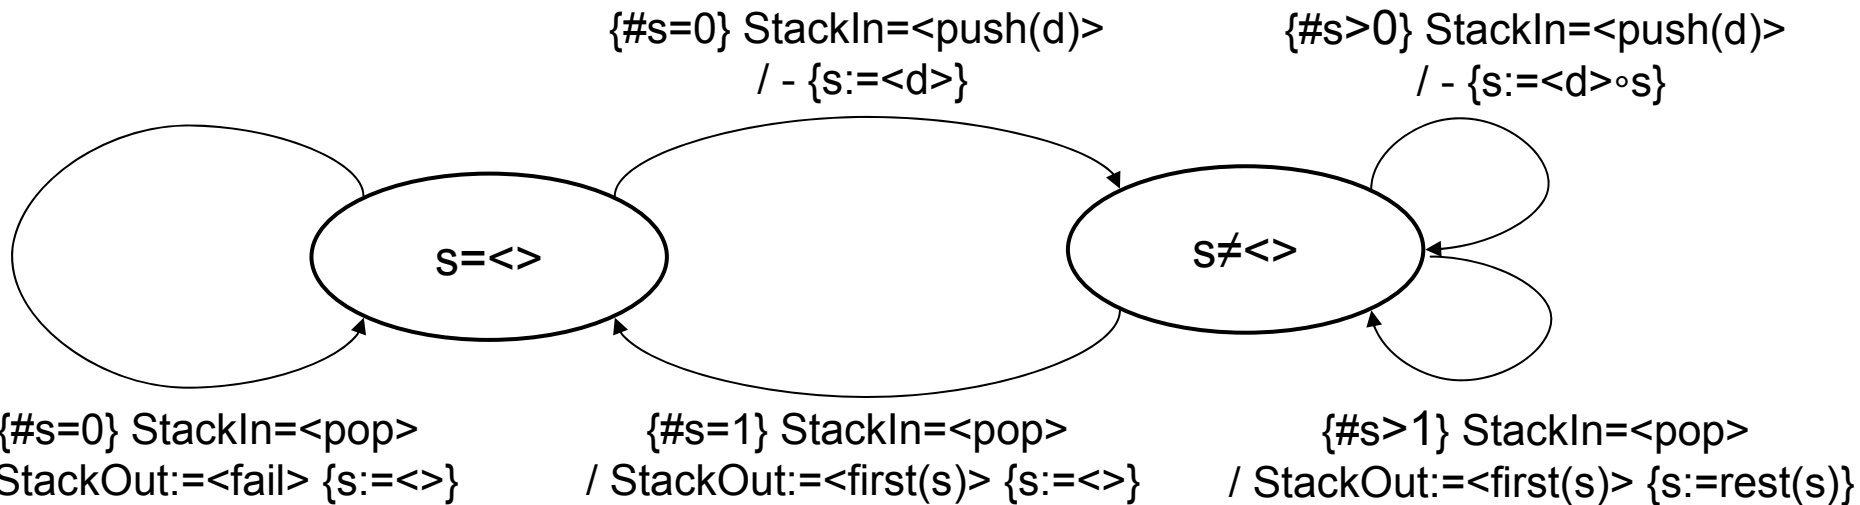 {#s=0} StackIn=<push(d)>
/ - {s:=<d>}
{#s>0} StackIn=<push(d)>
/ - {s:=<d>∘s}
s=<>
s≠<>
{#s=0} StackIn=<pop>
StackOut:=<fail> {s:=<>}
{#s=1} StackIn=<pop>
/ StackOut:=<first(s)> {s:=<>}
{#s>1} StackIn=<pop>
/ StackOut:=<first(s)> {s:=rest(s)}